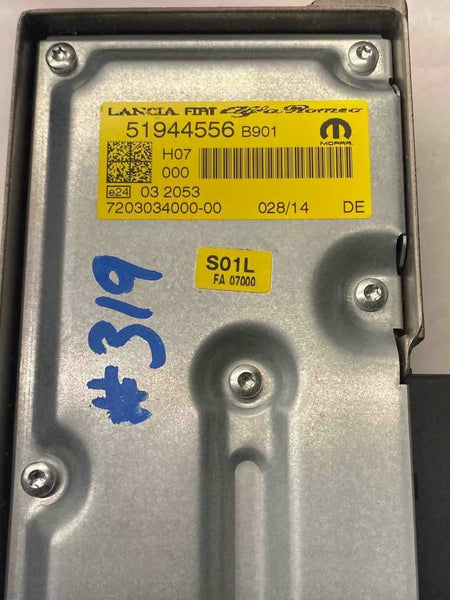 LANCIA FIAT Alfa Romeo
51944556 B901
MOPAR
H07
000
e24 03 2053
7203034000-00 028/14 DE
S01L
FA 07000
#319